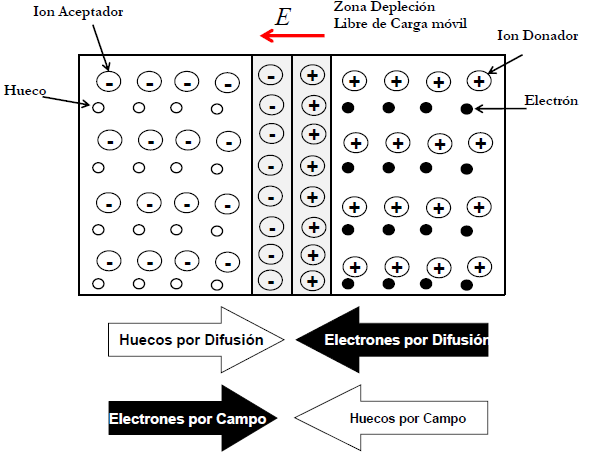 Ion Aceptador
E
Zona Depleción
Libre de Carga móvil
Ion Donador
Hueco
Electrón
- - - - - + + + + +
- +
- - - - - + + + + +
- +
- - - - - + + + + +
- +
- - - - - + + + + +
- +
Huecos por Difusión
Electrones por Difusión
Electrones por Campo
Huecos por Campo